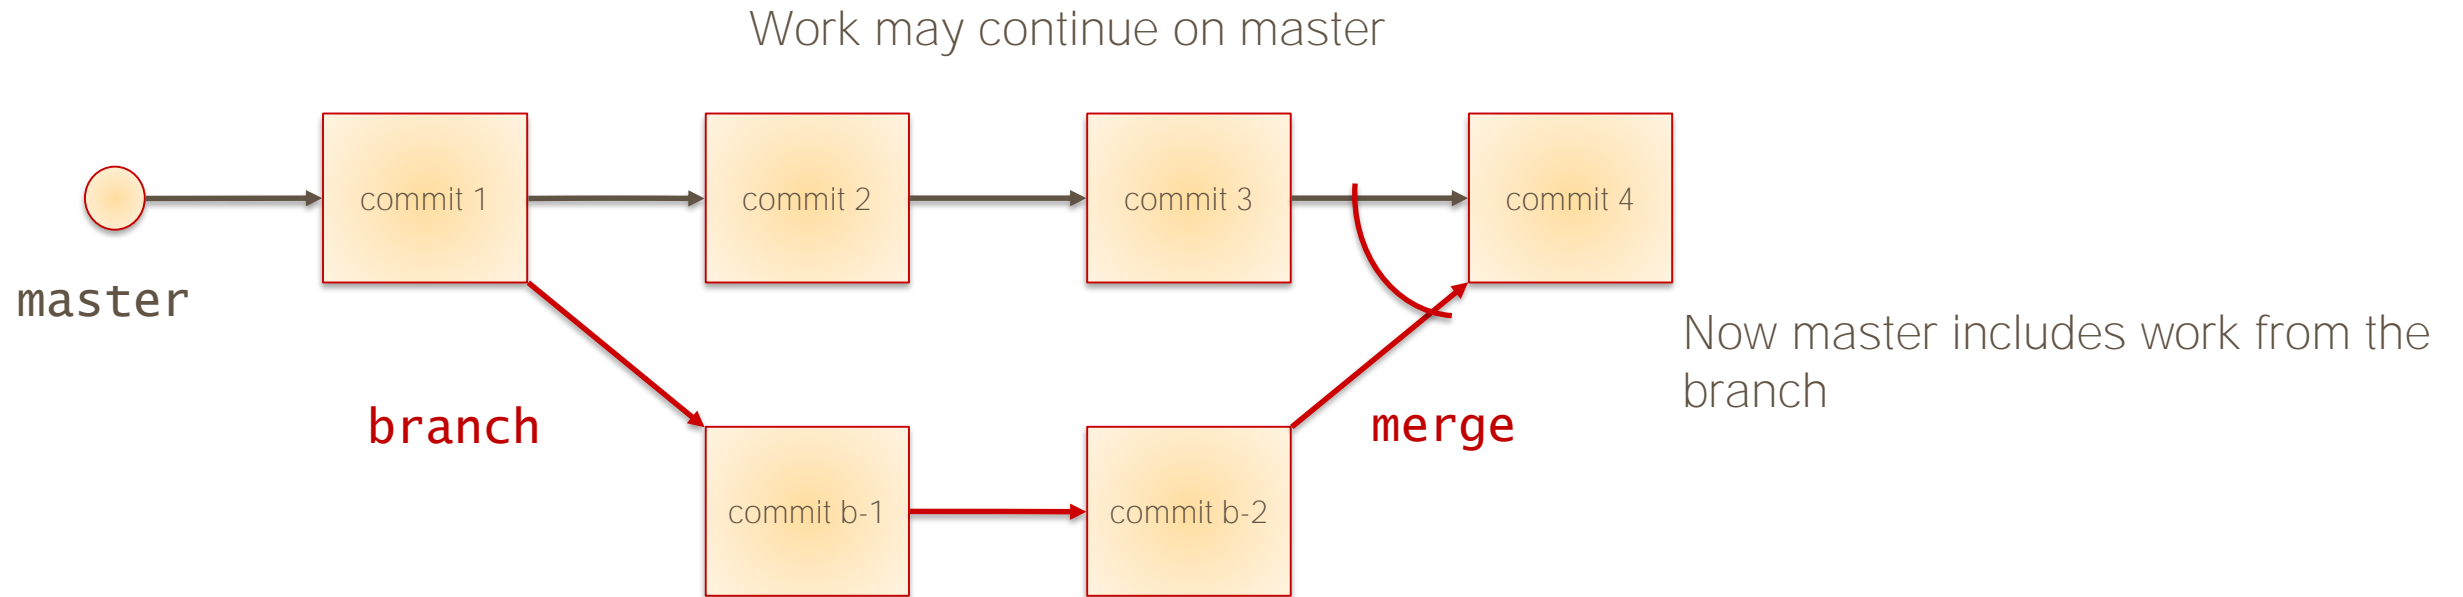 Work may continue on master
commit 1
commit 2
commit 3
commit 4
master
Now master includes work from the
branch
branch
merge
commit b-1
commit b-2